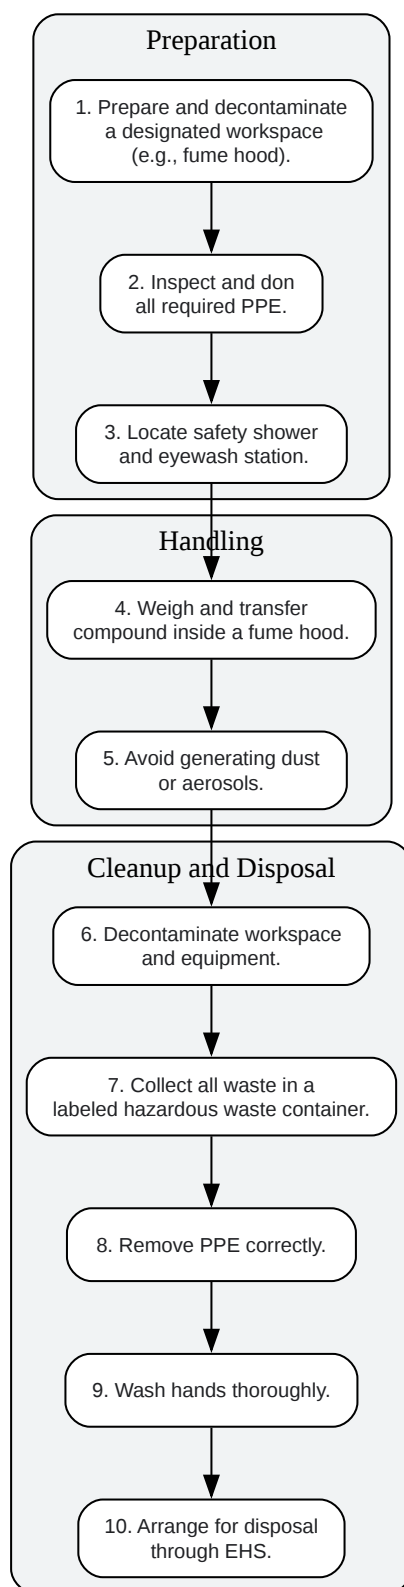 Preparation
1. Prepare and decontaminate
a designated workspace
(e.g., fume hood).
2. Inspect and don
all required PPE.
3. Locate safety shower
and eyewash station.
Handling
4. Weigh and transfer
compound inside a fume hood.
5. Avoid generating dust
or aerosols.
Cleanup and Disposal
6. Decontaminate workspace
and equipment.
7. Collect all waste in a
labeled hazardous waste container.
8. Remove PPE correctly.
9. Wash hands thoroughly.
10. Arrange for disposal
through EHS.